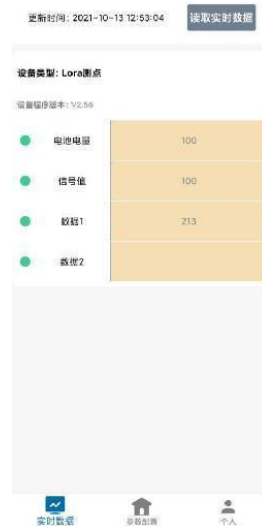 更新时间: 2021-10-13 12:53:04 读取实时数据
设备类型: Lora测点
设备程序版本: V2.56
电池电量 100
信号值 100
数据1 213
数据2
实时数据 参数配置 个人